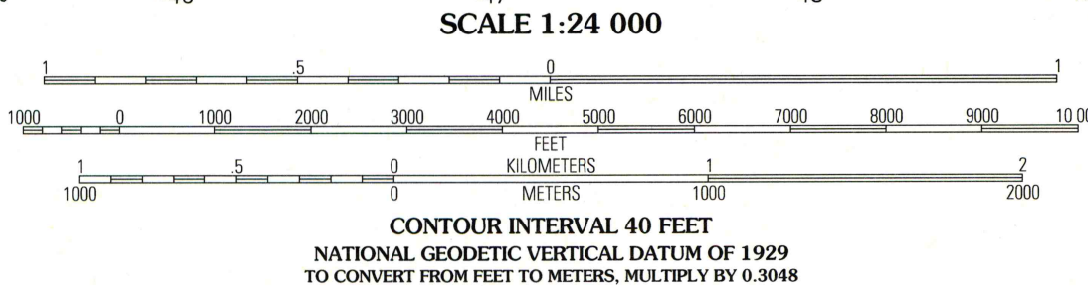 SCALE 1:24 000
1 .5 0 1
MILES
1000 0 1000 2000 3000 4000 5000 6000 7000 8000 9000 10 00
FEET
1 .5 0 KILOMETERS 1 2
1000 0 METERS 1000 2000
CONTOUR INTERVAL 40 FEET
NATIONAL GEODETIC VERTICAL DATUM OF 1929
TO CONVERT FROM FEET TO METERS, MULTIPLY BY 0.3048